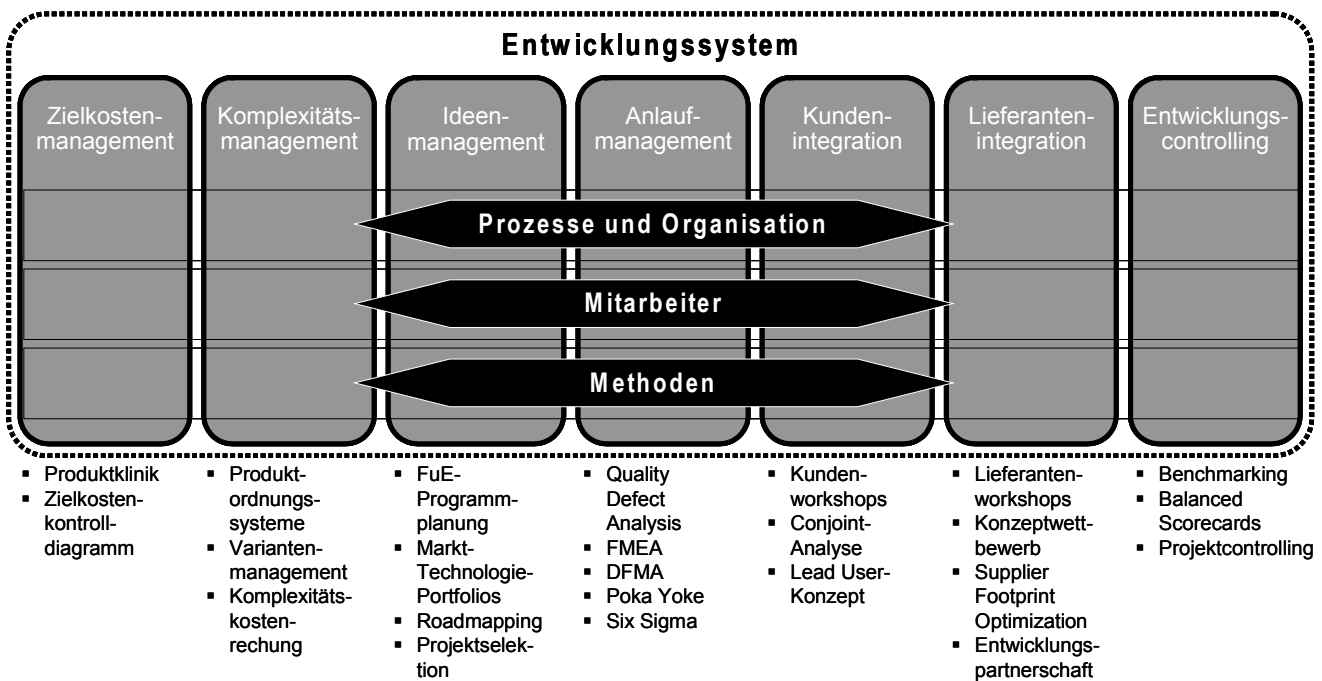 Entwicklungssystem
Zielkosten-
management
Komplexitäts-
management
Ideen-
management
Anlauf-
management
Kunden-
integration
Lieferanten-
integration
Entwicklungs-
controlling
Prozesse und Organisation
Mitarbeiter
Methoden
▪ Produktklinik
▪ Zielkosten-
kontroll-
diagramm
▪ Produkt-
ordnungs-
systeme
▪ Varianten-
management
▪ Komplexitäts-
kosten-
rechung
▪ FuE-
Programm-
planung
▪ Markt-
Technologie-
Portfolios
▪ Roadmapping
▪ Projektselek-
tion
▪ Quality
Defect
Analysis
▪ FMEA
▪ DFMA
▪ Poka Yoke
▪ Six Sigma
▪ Kunden-
workshops
▪ Conjoint-
Analyse
▪ Lead User-
Konzept
▪ Lieferanten-
workshops
▪ Konzeptwett-
bewerb
▪ Supplier
Footprint
Optimization
▪ Entwicklungs-
partnerschaft
▪ Benchmarking
▪ Balanced
Scorecards
▪ Projektcontrolling